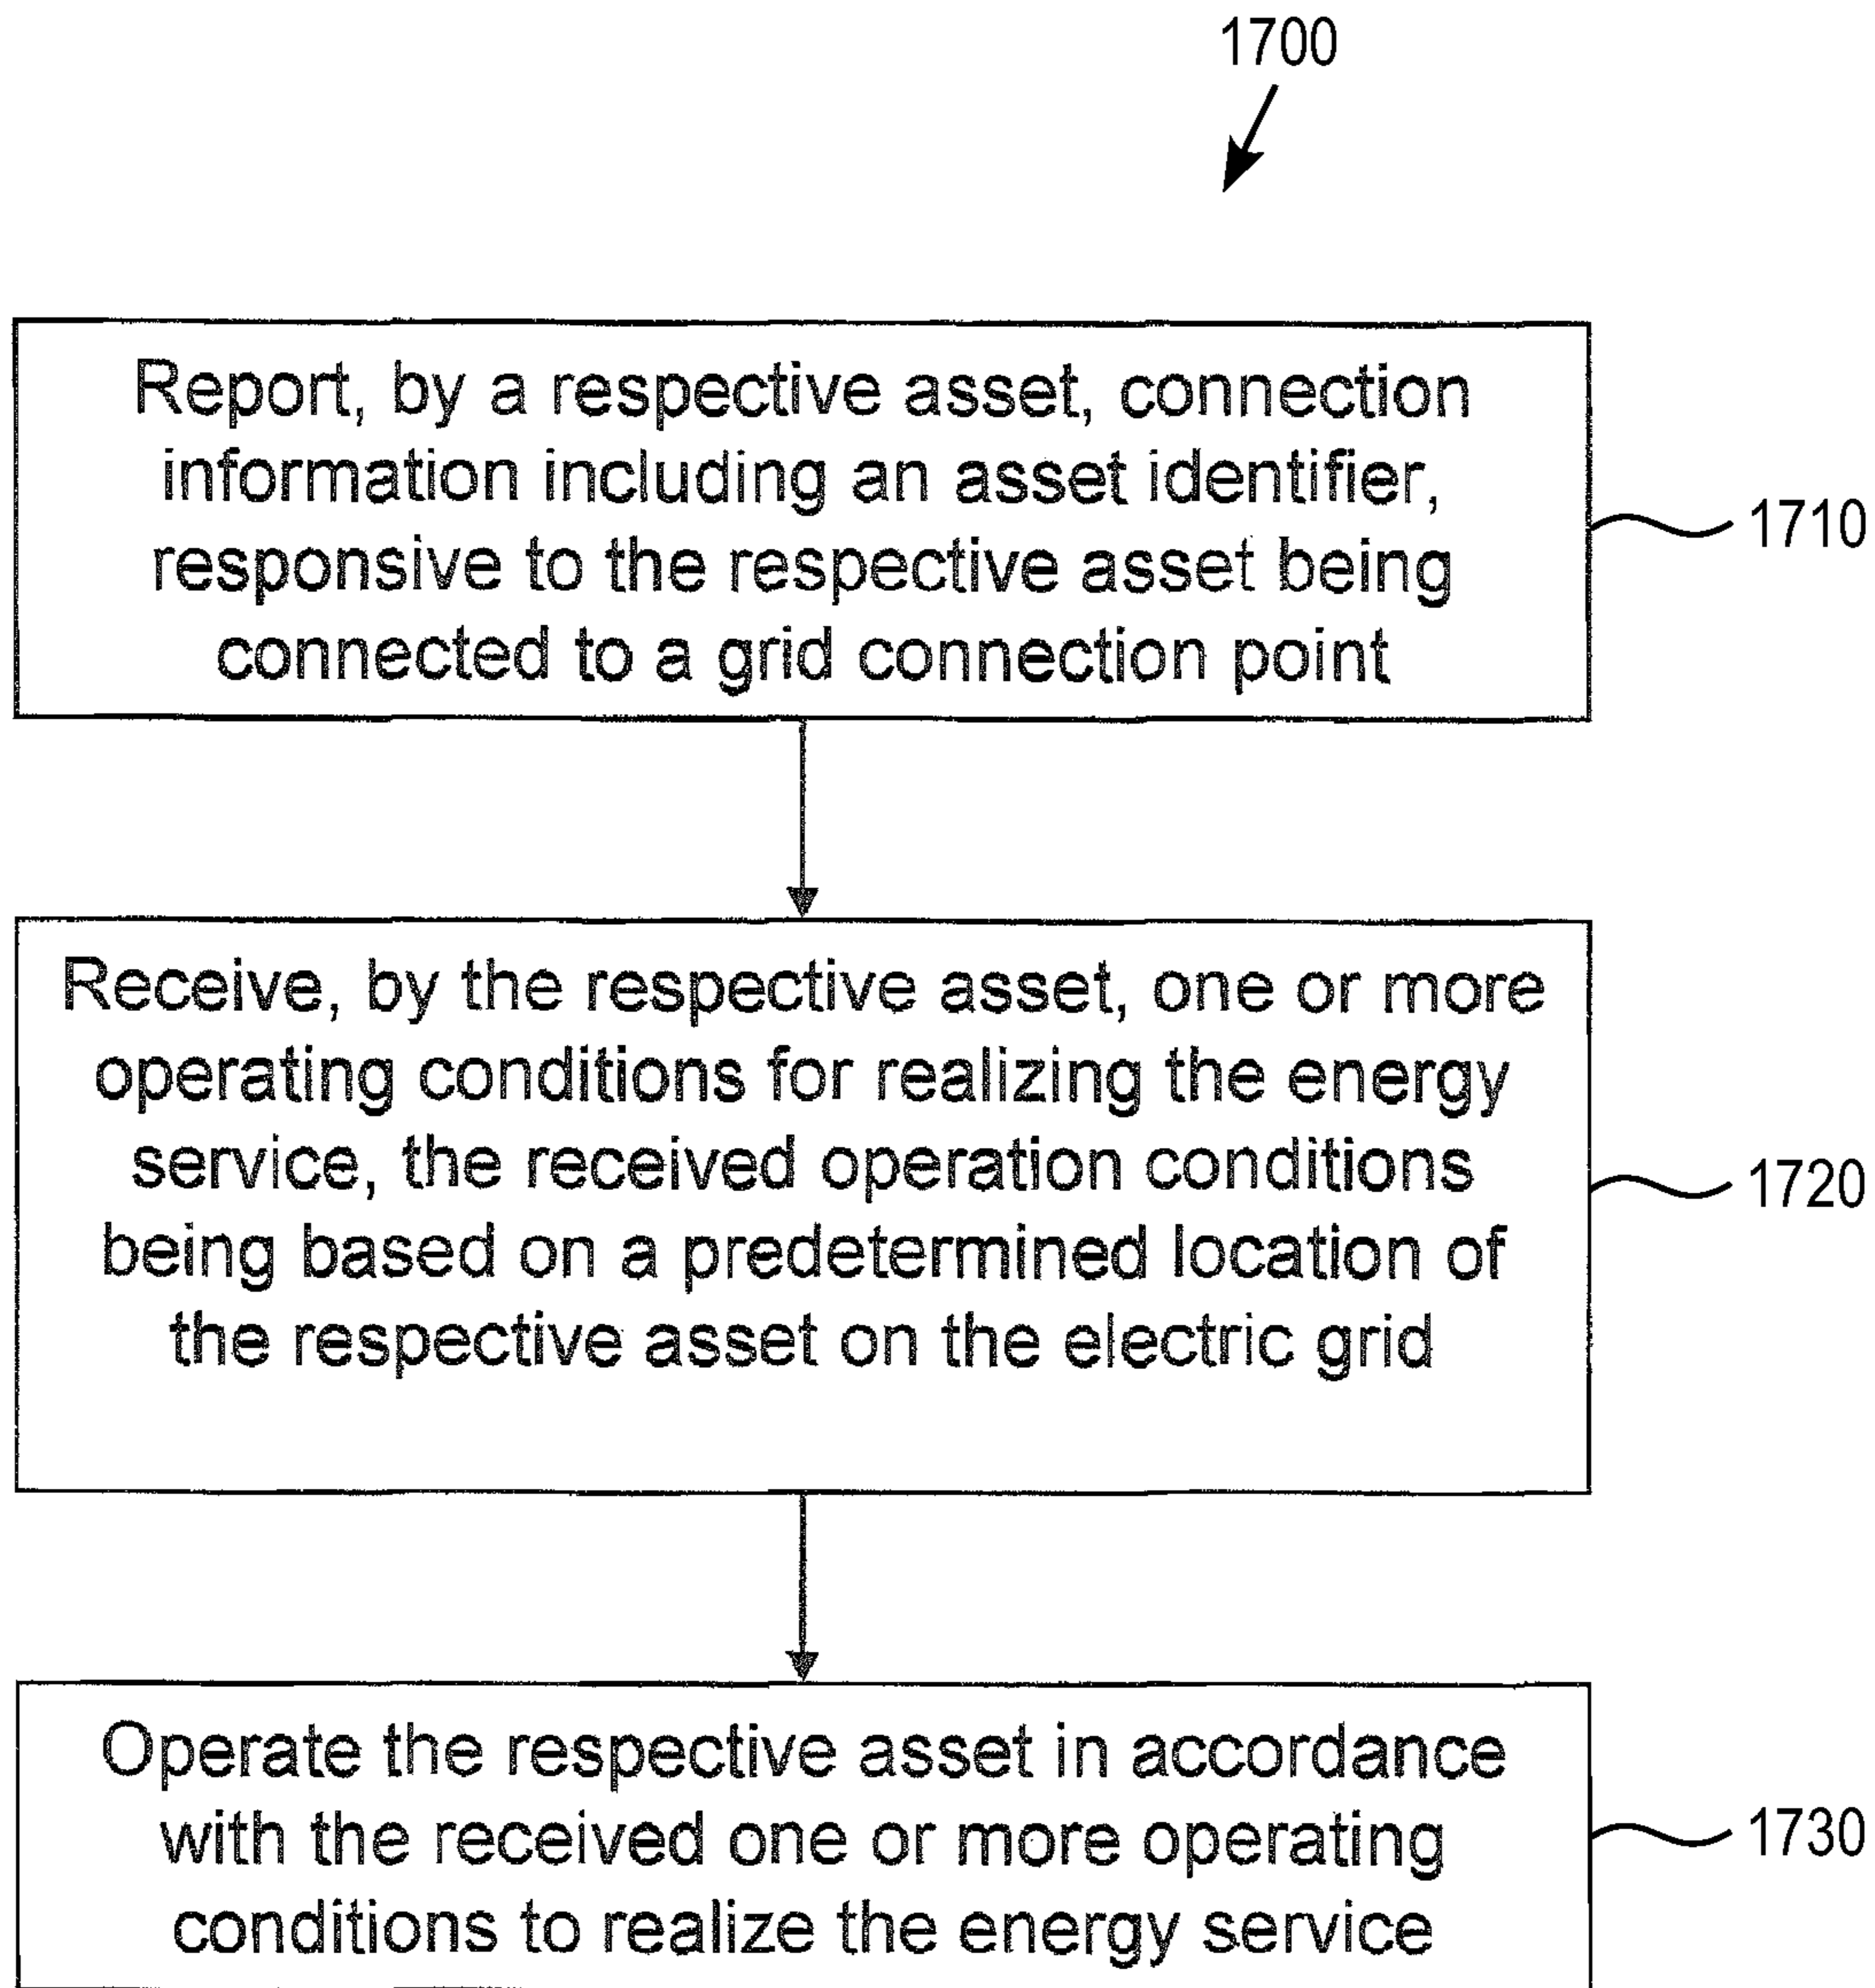 1700
Report, by a respective asset, connection
information including an asset identifier,
responsive to the respective asset being
connected to a grid connection point
1710
Receive, by the respective asset, one or more
operating conditions for realizing the energy
service, the received operation conditions
being based on a predetermined location of
the respective asset on the electric grid
1720
Operate the respective asset in accordance
with the received one or more operating
conditions to realize the energy service
1730